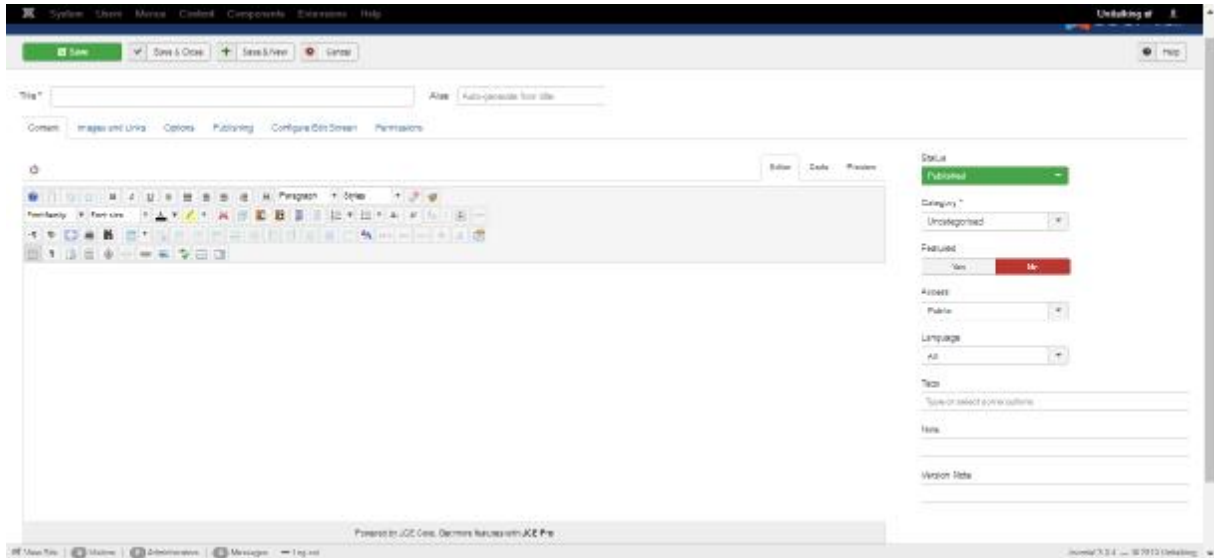 System Users Menus Content Components Extensions Help
Save Save & Close Save & New Cancel Help
Title * Alias Auto-generate from title
Content Images and Links Options Publishing Configure Edit Screen Permissions
Editor Code Preview
Status
Published
Paragraph Styles
Category *
Font family Font size
Uncategorised
Featured
Yes No
Access
Public
Language
All
Tags
Type or select some options
Note
Version Note
Powered by JCE Core. Get more features with JCE Pro
View Site Visitors Administrators Messages Log out